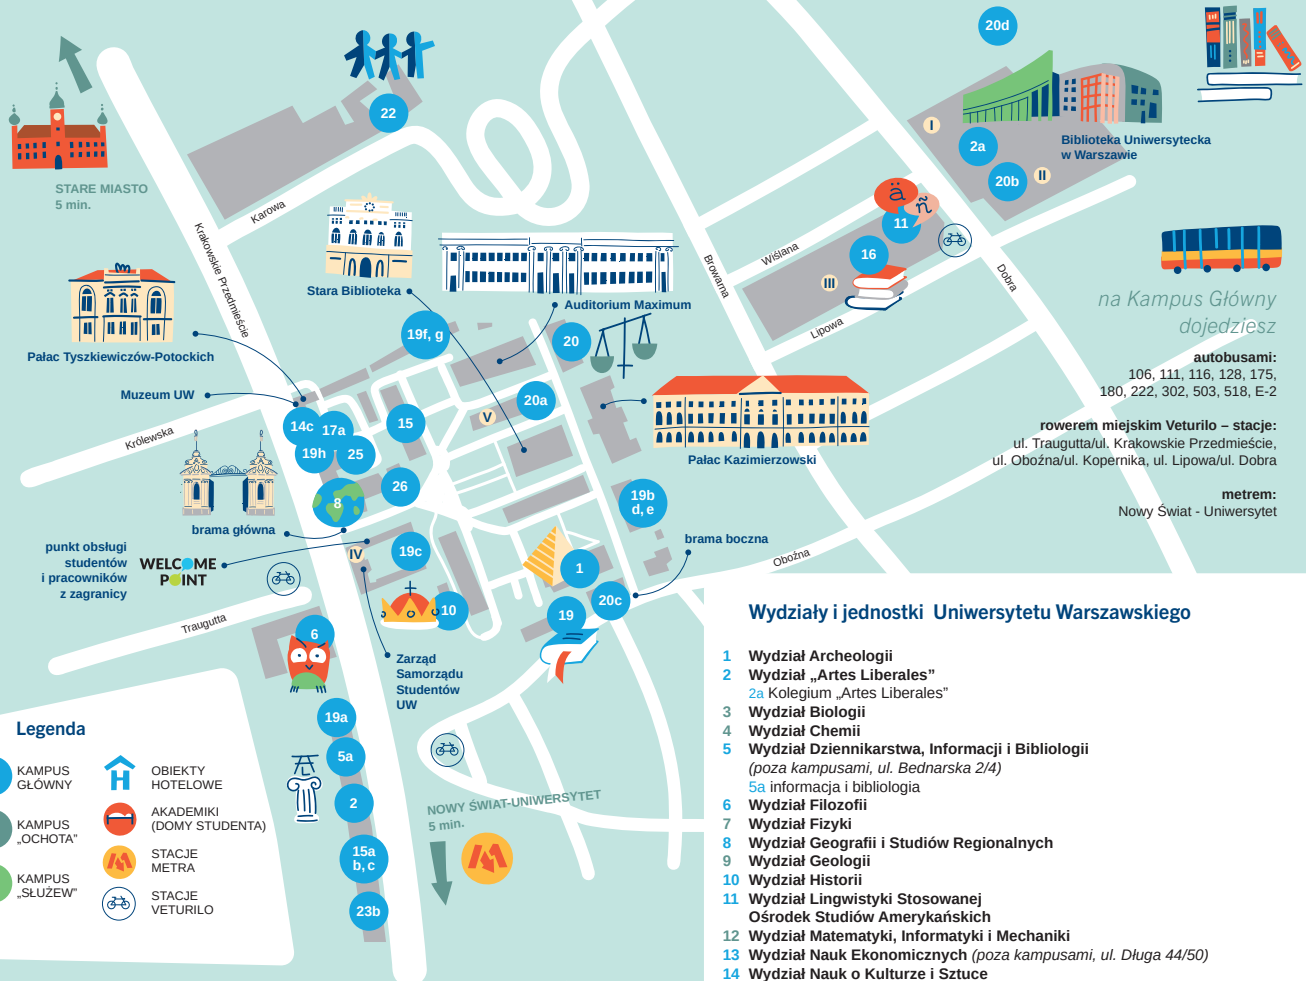 20d
22
I
2a
20b
II
Biblioteka Uniwersytecka
w Warszawie
STARE MIASTO
5 min.
Karowa
Krakowskie Przedmieście
ä
ñ
11
16
III
Wiślana
Browarna
Dobra
Lipowa
Stara Biblioteka
Auditorium Maximum
19f, g
20
Pałac Tyszkiewiczów-Potockich
Muzeum UW
Królewska
14c
17a
19h
25
15
V
20a
26
8
Pałac Kazimierzowski
19b
d, e
brama główna
brama boczna
Oboźna
punkt obsługi
studentów
i pracowników
z zagranicy
WELCOME
POINT
IV
19c
10
1
20c
19
Traugutta
6
Zarząd
Samorządu
Studentów
UW
19a
5a
2
15a
b, c
23b
NOWY ŚWIAT-UNIWERSYTET
5 min.
na Kampus Główny
dojedziesz
autobusami:
106, 111, 116, 128, 175,
180, 222, 302, 503, 518, E-2
rowerem miejskim Veturilo – stacje:
ul. Traugutta/ul. Krakowskie Przedmieście,
ul. Oboźna/ul. Kopernika, ul. Lipowa/ul. Dobra
metrem:
Nowy Świat - Uniwersytet
Legenda
KAMPUS
GŁÓWNY
KAMPUS
„OCHOTA”
KAMPUS
„SŁUŻEW”
OBIEKTY
HOTELOWE
AKADEMIKI
(DOMY STUDENTA)
STACJE
METRA
STACJE
VETURILO
Wydziały i jednostki Uniwersytetu Warszawskiego
1 Wydział Archeologii
2 Wydział „Artes Liberales”
2a Kolegium „Artes Liberales”
3 Wydział Biologii
4 Wydział Chemii
5 Wydział Dziennikarstwa, Informacji i Bibliologii
(poza kampusami, ul. Bednarska 2/4)
5a informacja i bibliologia
6 Wydział Filozofii
7 Wydział Fizyki
8 Wydział Geografii i Studiów Regionalnych
9 Wydział Geologii
10 Wydział Historii
11 Wydział Lingwistyki Stosowanej
Ośrodek Studiów Amerykańskich
12 Wydział Matematyki, Informatyki i Mechaniki
13 Wydział Nauk Ekonomicznych (poza kampusami, ul. Długa 44/50)
14 Wydział Nauk o Kulturze i Sztuce